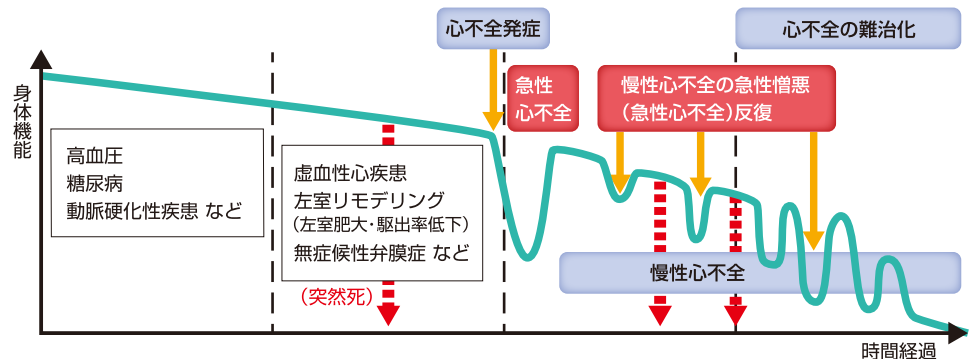 心不全発症
心不全の難治化
急性
心不全
慢性心不全の急性憎悪
（急性心不全）反復
身体機能
高血圧
糖尿病
動脈硬化性疾患 など
虚血性心疾患
左室リモデリング
（左室肥大・駆出率低下）
無症候性弁膜症 など
慢性心不全
（突然死）
時間経過